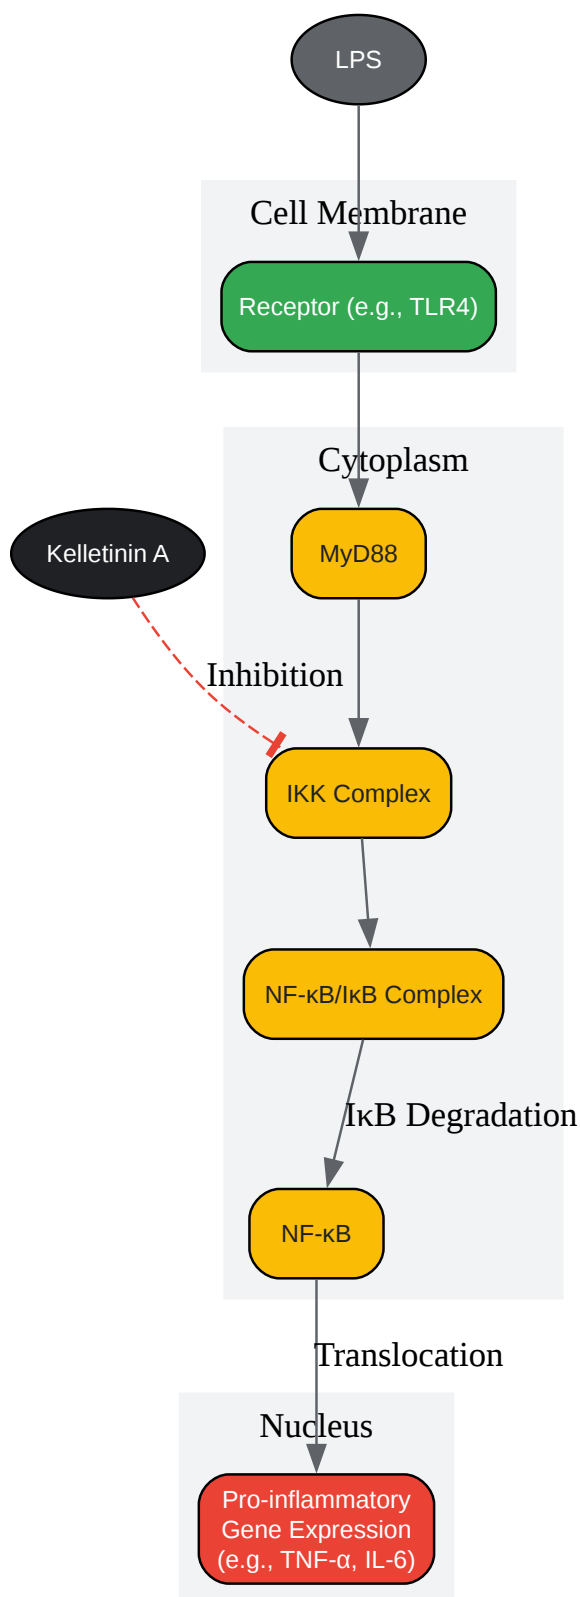 LPS
Cell Membrane
Receptor (e.g., TLR4)
Cytoplasm
Kelletinin A
MyD88
Inhibition
IKK Complex
NF-κB/IκB Complex
IκB Degradation
NF-κB
Translocation
Nucleus
Pro-inflammatory
Gene Expression
(e.g., TNF-α, IL-6)